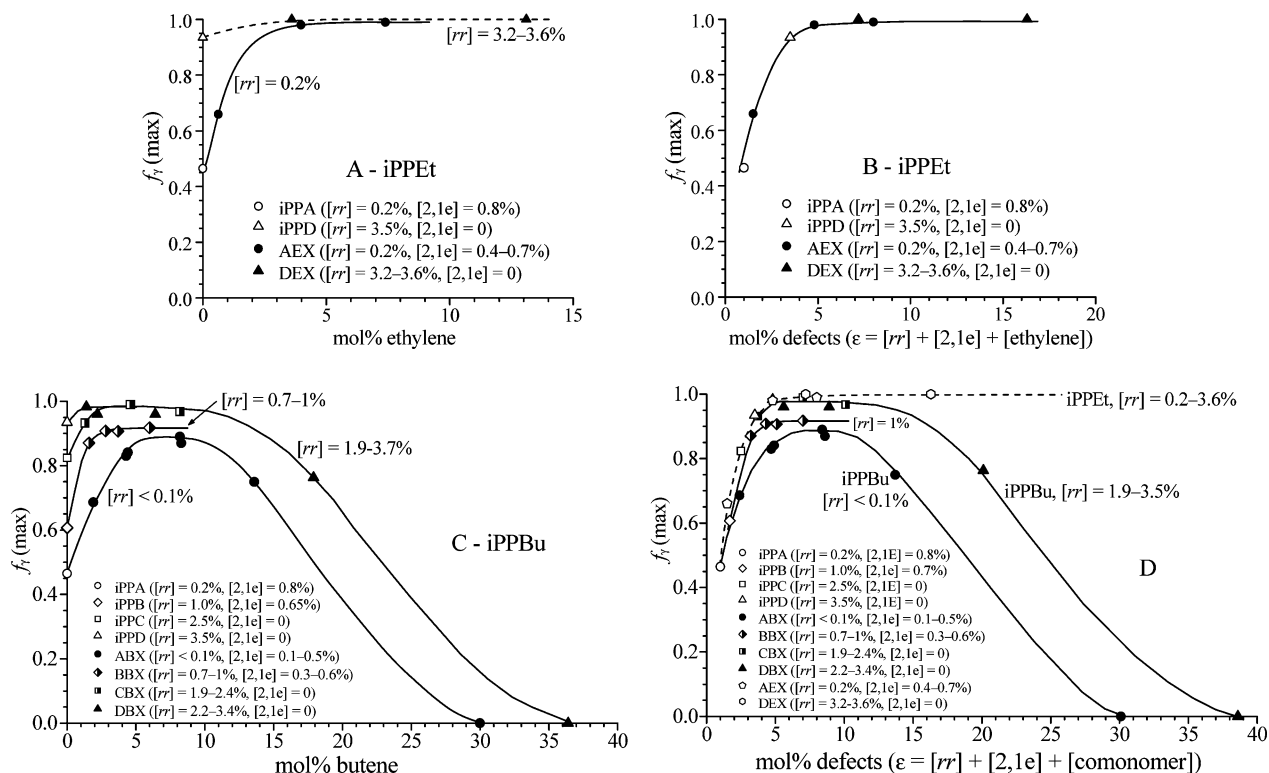 1.0
0.8
0.6
0.4
0.2
0.0
fγ (max)
[rr] = 3.2–3.6%
[rr] = 0.2%
A - iPPEt
iPPA ([rr] = 0.2%, [2,1e] = 0.8%)
iPPD ([rr] = 3.5%, [2,1e] = 0)
AEX ([rr] = 0.2%, [2,1e] = 0.4–0.7%)
DEX ([rr] = 3.2–3.6%, [2,1e] = 0)
0 5 10 15
mol% ethylene
1.0
0.8
0.6
0.4
0.2
0.0
fγ (max)
B - iPPEt
iPPA ([rr] = 0.2%, [2,1e] = 0.8%)
iPPD ([rr] = 3.5%, [2,1e] = 0)
AEX ([rr] = 0.2%, [2,1e] = 0.4–0.7%)
DEX ([rr] = 3.2–3.6%, [2,1e] = 0)
0 5 10 15 20
mol% defects (ε = [rr] + [2,1e] + [ethylene])
1.0
0.8
0.6
0.4
0.2
0.0
fγ (max)
[rr] = 0.7–1%
[rr] = 1.9-3.7%
[rr] < 0.1%
C - iPPBu
iPPA ([rr] = 0.2%, [2,1e] = 0.8%)
iPPB ([rr] = 1.0%, [2,1e] = 0.65%)
iPPC ([rr] = 2.5%, [2,1e] = 0)
iPPD ([rr] = 3.5%, [2,1e] = 0)
ABX ([rr] < 0.1%, [2,1e] = 0.1–0.5%)
BBX ([rr] = 0.7–1%, [2,1e] = 0.3–0.6%)
CBX ([rr] = 1.9–2.4%, [2,1e] = 0)
DBX ([rr] = 2.2–3.4%, [2,1e] = 0)
0 5 10 15 20 25 30 35 40
mol% butene
1.0
0.8
0.6
0.4
0.2
0.0
fγ (max)
iPPEt, [rr] = 0.2–3.6%
[rr] = 1%
iPPBu
[rr] < 0.1%
iPPBu, [rr] = 1.9–3.5%
D
iPPA ([rr] = 0.2%, [2,1E] = 0.8%)
iPPB ([rr] = 1.0%, [2,1e] = 0.7%)
iPPC ([rr] = 2.5%, [2,1E] = 0)
iPPD ([rr] = 3.5%, [2,1E] = 0)
ABX ([rr] < 0.1%, [2,1e] = 0.1–0.5%)
BBX ([rr] = 0.7–1%, [2,1e] = 0.3–0.6%)
CBX ([rr] = 1.9–2.4%, [2,1e] = 0)
DBX ([rr] = 2.2–3.4%, [2,1e] = 0)
AEX ([rr] = 0.2%, [2,1e] = 0.4–0.7%)
DEX ([rr] = 3.2-3.6%, [2,1e] = 0)
0 5 10 15 20 25 30 35 40
mol% defects (ε = [rr] + [2,1e] + [comonomer])